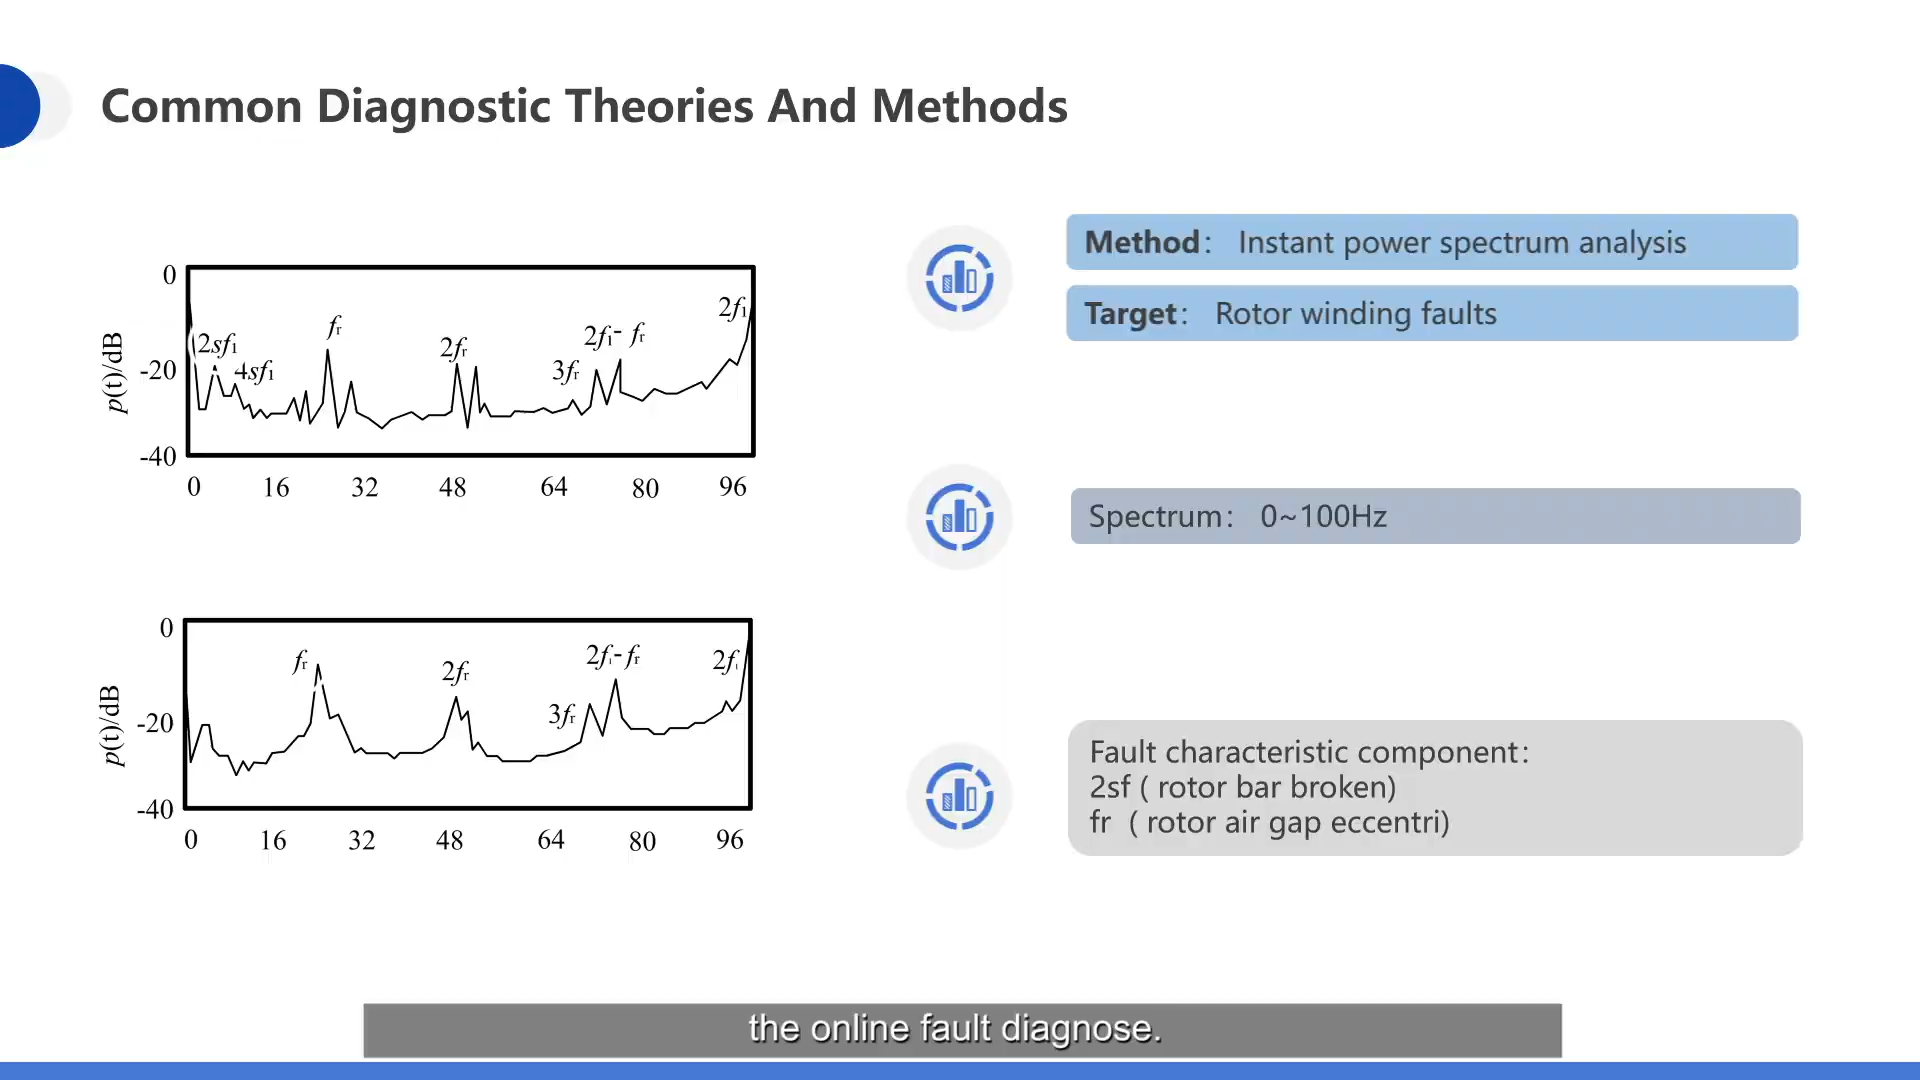 Common Diagnostic Theories And Methods
0
-20
-40
p(t)/dB
2sf1
4sf1
fr
2fr
3fr
2f1- fr
2f1
0 16 32 48 64 80 96
0
-20
-40
p(t)/dB
fr
2fr
3fr
2f1-fr
2f1
0 16 32 48 64 80 96
Method： Instant power spectrum analysis
Target： Rotor winding faults
Spectrum： 0~100Hz
Fault characteristic component：
2sf ( rotor bar broken)
fr ( rotor air gap eccentri)
the online fault diagnose.